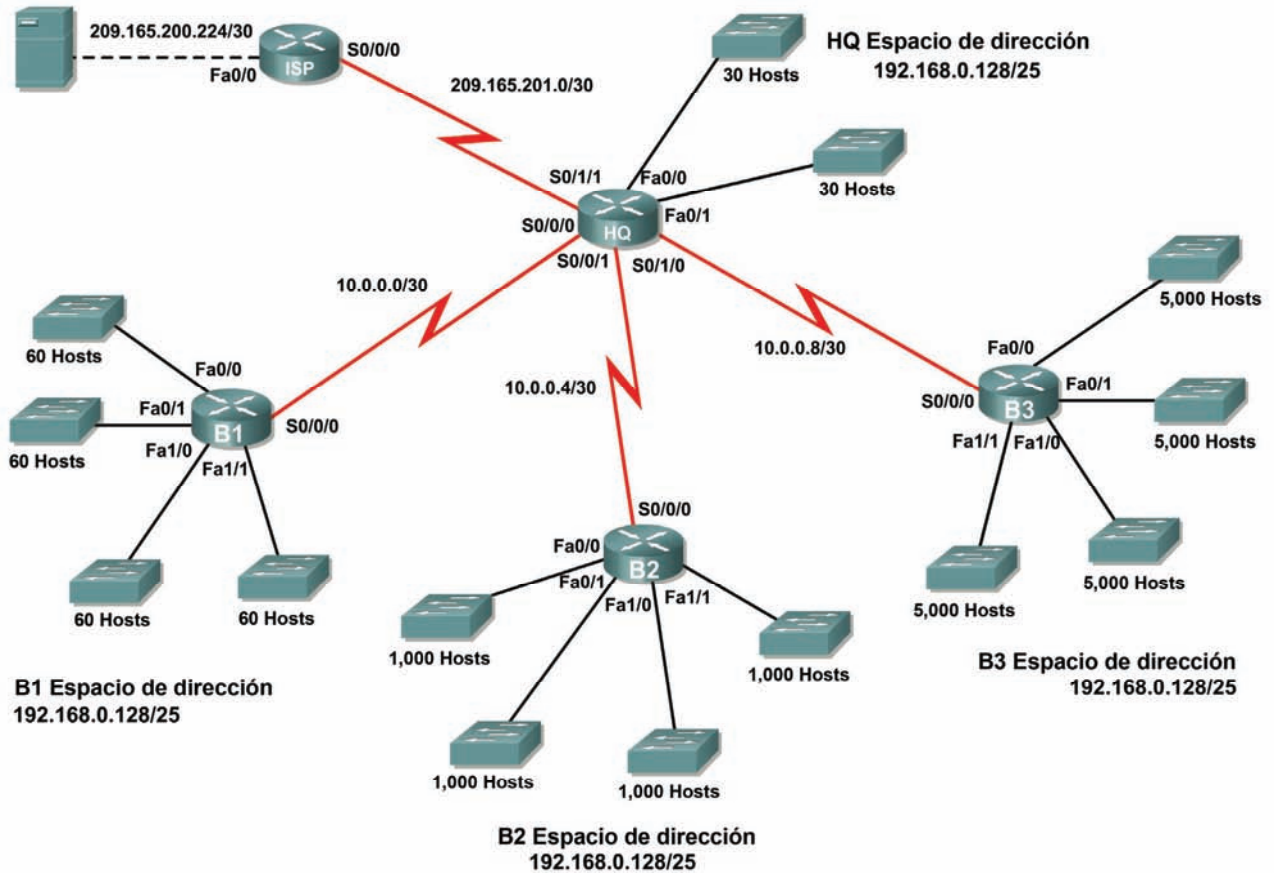 209.165.200.224/30
S0/0/0
ISP
Fa0/0
209.165.201.0/30
30 Hosts
HQ Espacio de dirección
192.168.0.128/25
30 Hosts
S0/1/1
Fa0/0
Fa0/1
S0/0/0
HQ
S0/0/1
S0/1/0
10.0.0.0/30
10.0.0.4/30
10.0.0.8/30
60 Hosts
Fa0/0
60 Hosts
Fa0/1
B1
S0/0/0
Fa1/0
Fa1/1
60 Hosts
60 Hosts
B1 Espacio de dirección
192.168.0.128/25
S0/0/0
Fa0/0
B2
Fa0/1
Fa1/0
Fa1/1
1,000 Hosts
1,000 Hosts
1,000 Hosts
1,000 Hosts
B2 Espacio de dirección
192.168.0.128/25
5,000 Hosts
Fa0/0
Fa0/1
S0/0/0
B3
5,000 Hosts
Fa1/1
Fa1/0
5,000 Hosts
5,000 Hosts
B3 Espacio de dirección
192.168.0.128/25